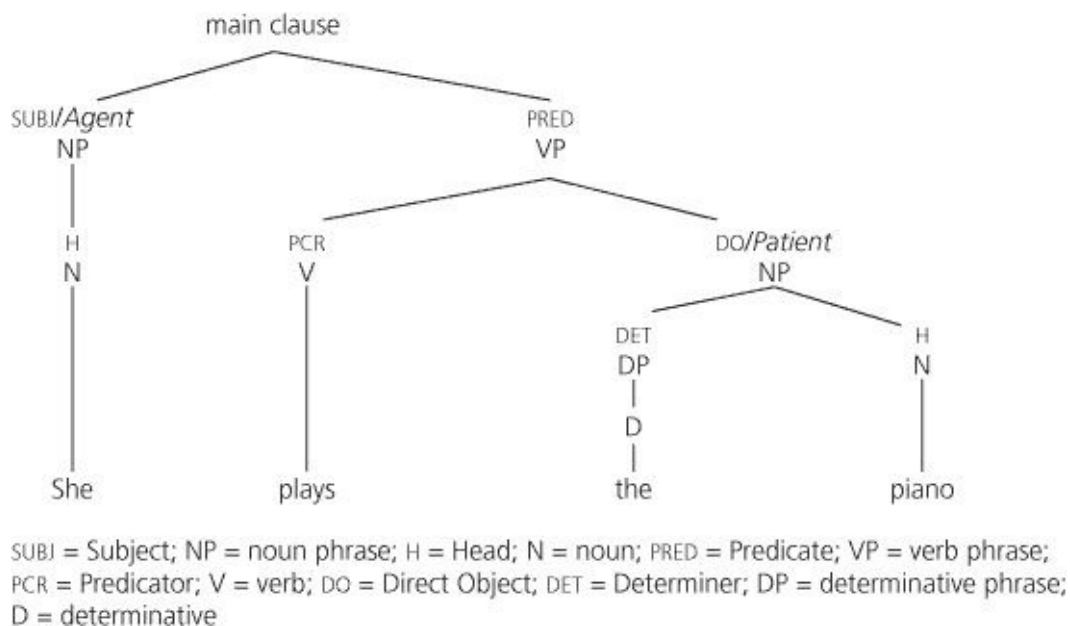 main clause
SUBJ/Agent PRED
NP VP
H PCR DO/Patient
N V NP
DET H
DP N
D
She plays the piano
SUBJ = Subject; NP = noun phrase; H = Head; N = noun; PRED = Predicate; VP = verb phrase;
PCR = Predicator; V = verb; DO = Direct Object; DET = Determiner; DP = determinative phrase;
D = determinative